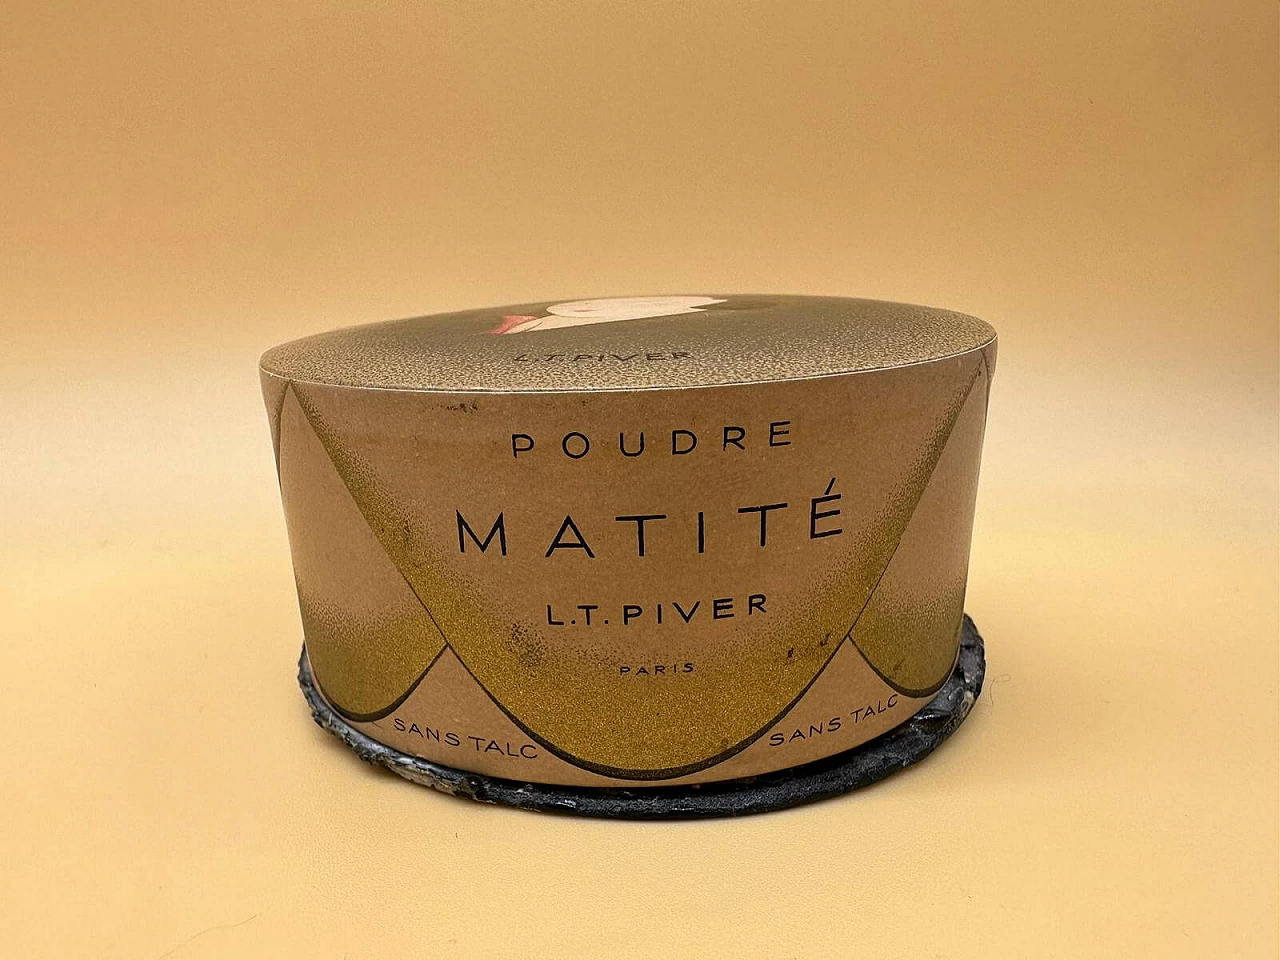 L.T. PIVER
POUDRE
MATITÉ
L.T. PIVER
PARIS
SANS TALC
SANS TALC